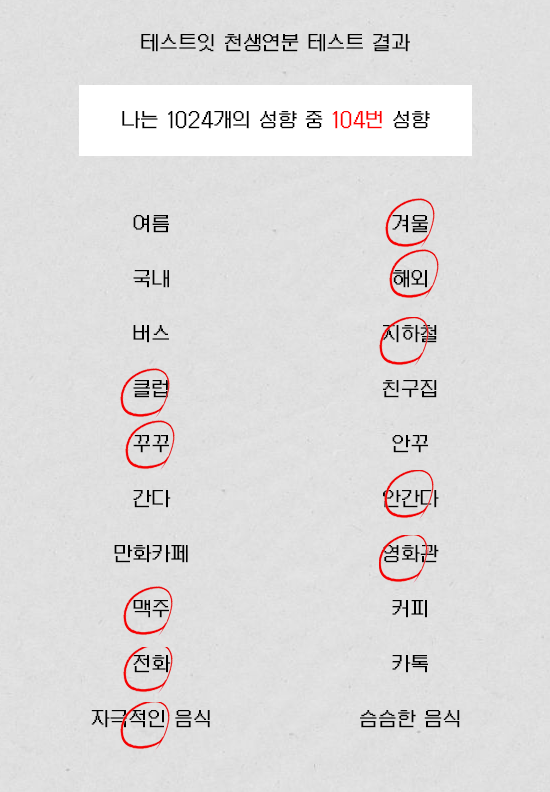 테스트잇 천생연분 테스트 결과
나는 1024개의 성향 중 104번 성향
여름 겨울
국내 해외
버스 지하철
클럽 친구집
꾸꾸 안꾸
간다 안간다
만화카페 영화관
맥주 커피
전화 카톡
자극적인 음식 슴슴한 음식